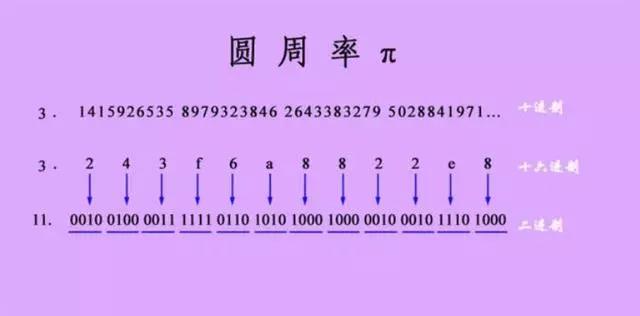 圆周率π
3. 1415926535 8979323846 2643383279 5028841971... 十进制
3. 2 4 3 f 6 a 8 8 2 2 e 8 十六进制
11. 0010 0100 0011 1111 0110 1010 1000 1000 0010 0010 1110 1000 二进制